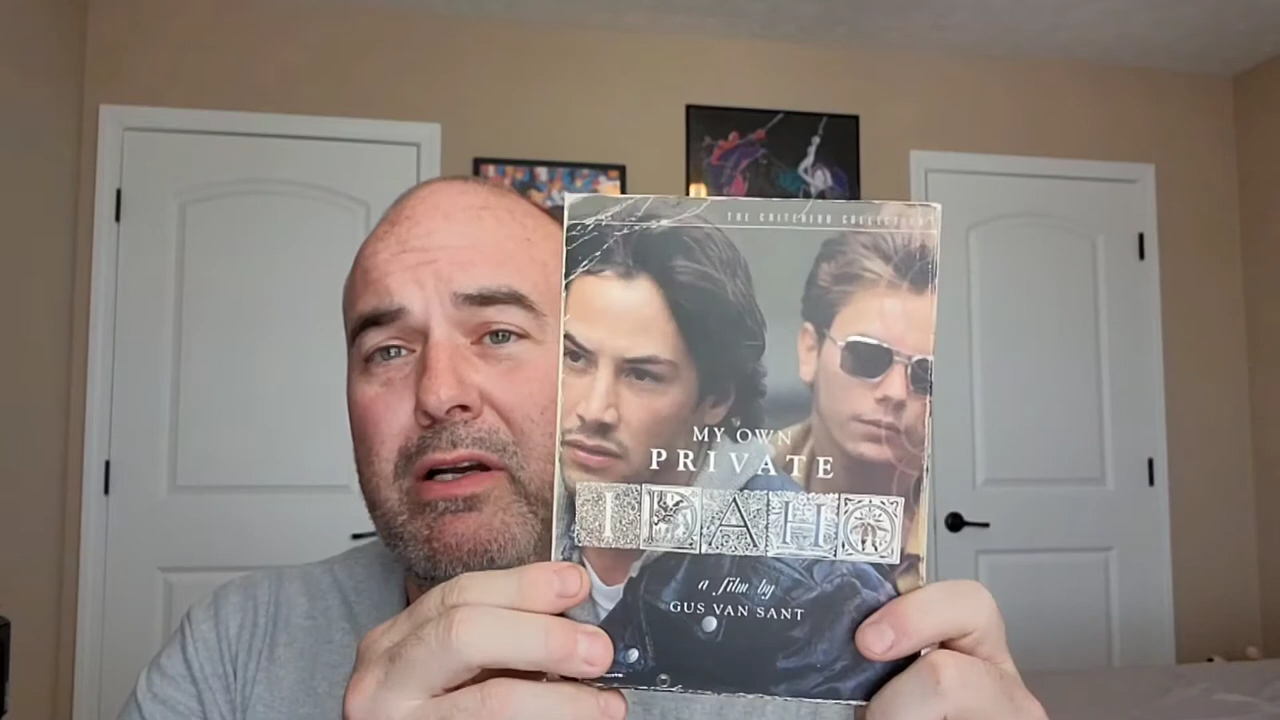 THE CRITERION COLLECTION
MY OWN
PRIVATE
IDAHO
a film by
GUS VAN SANT